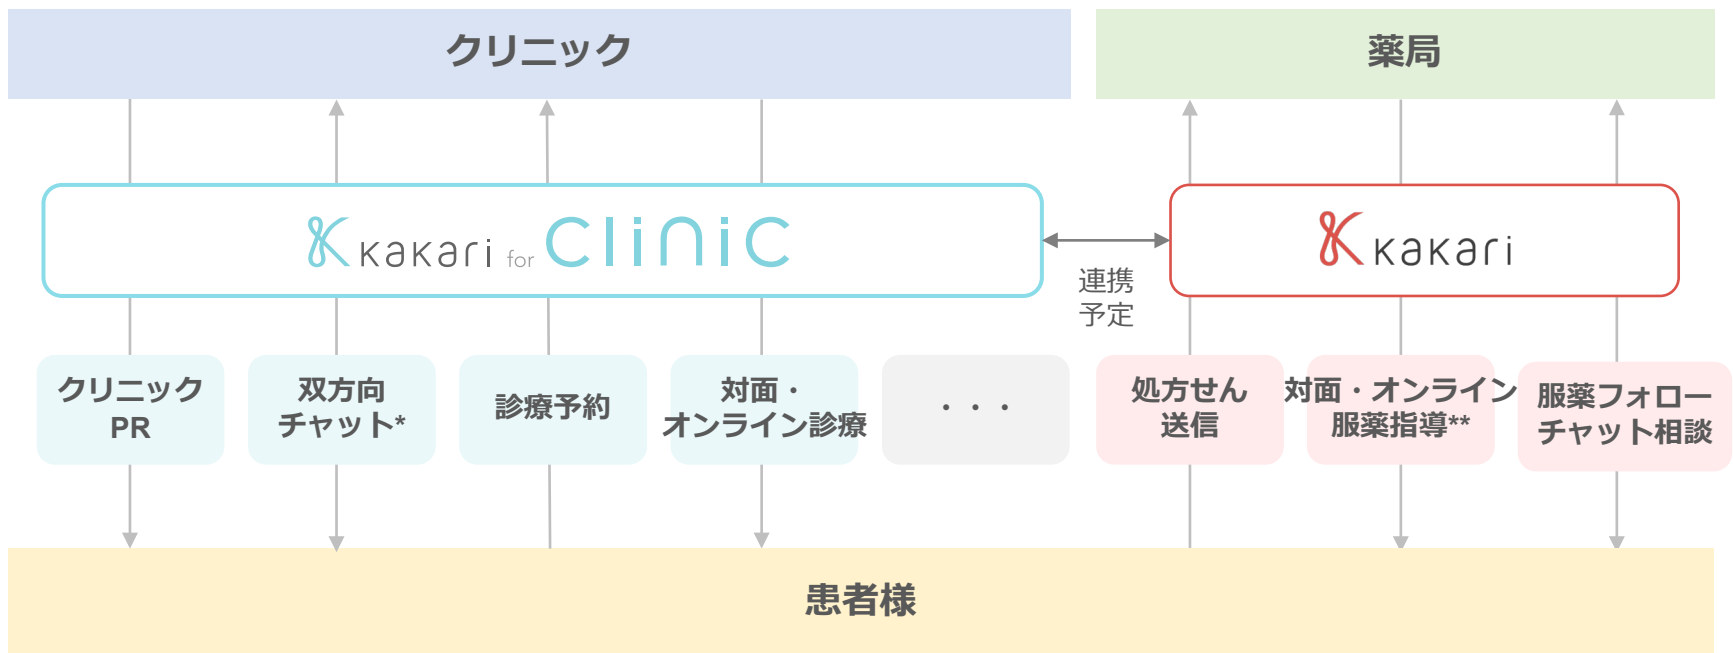 クリニック
薬局
kakari for CliniC
kakari
連携
予定
クリニック
PR
双方向
チャット*
診療予約
対面・
オンライン診療
・・・
処方せん
送信
対面・オンライン
服薬指導**
服薬フォロー
チャット相談
患者様